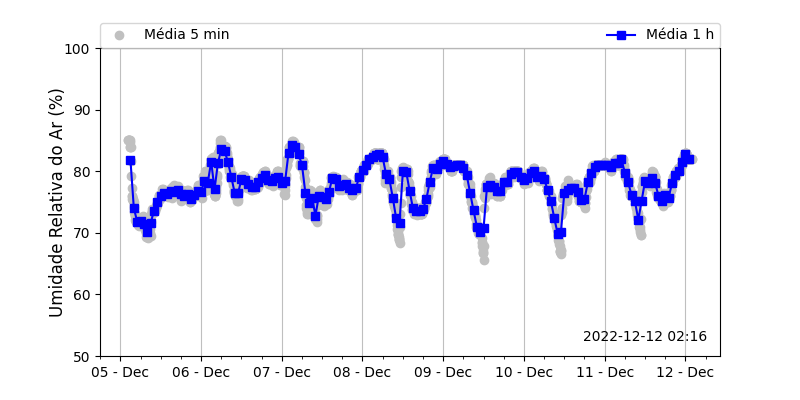 Média 5 min Média 1 h
Umidade Relativa do Ar (%)
100
90
80
70
60
50
2022-12-12 02:16
05 - Dec 06 - Dec 07 - Dec 08 - Dec 09 - Dec 10 - Dec 11 - Dec 12 - Dec